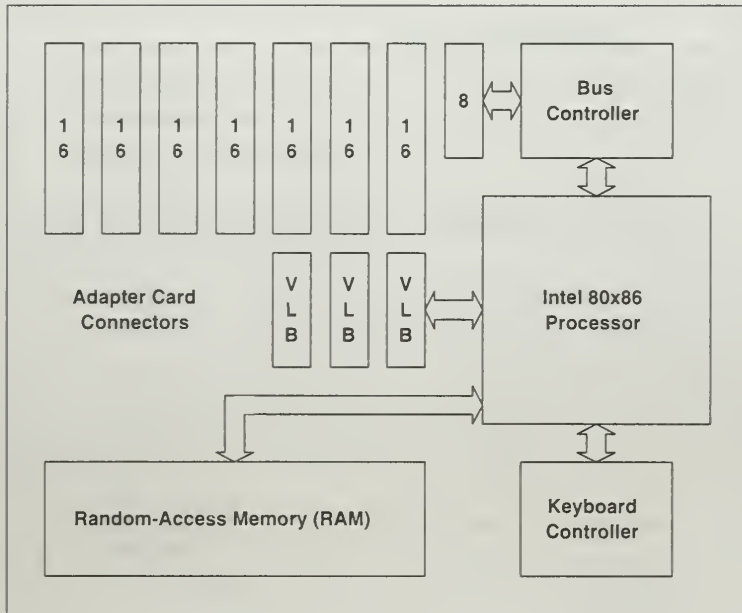 1
6
1
6
1
6
1
6
1
6
1
6
1
6
8
Bus
Controller
Adapter Card
Connectors
V
L
B
V
L
B
V
L
B
Intel 80x86
Processor
Random-Access Memory (RAM)
Keyboard
Controller